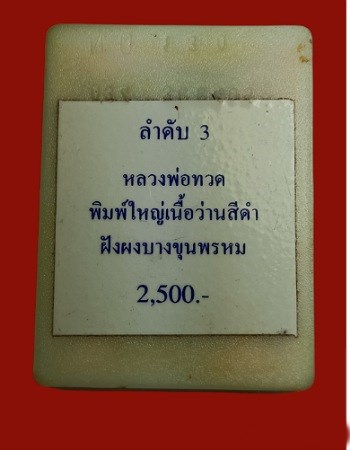 ลำดับ 3
หลวงพ่อทวด
พิมพ์ใหญ่เนื้อว่านสีดำ
ฝังผงบางขุนพรหม
2,500.-